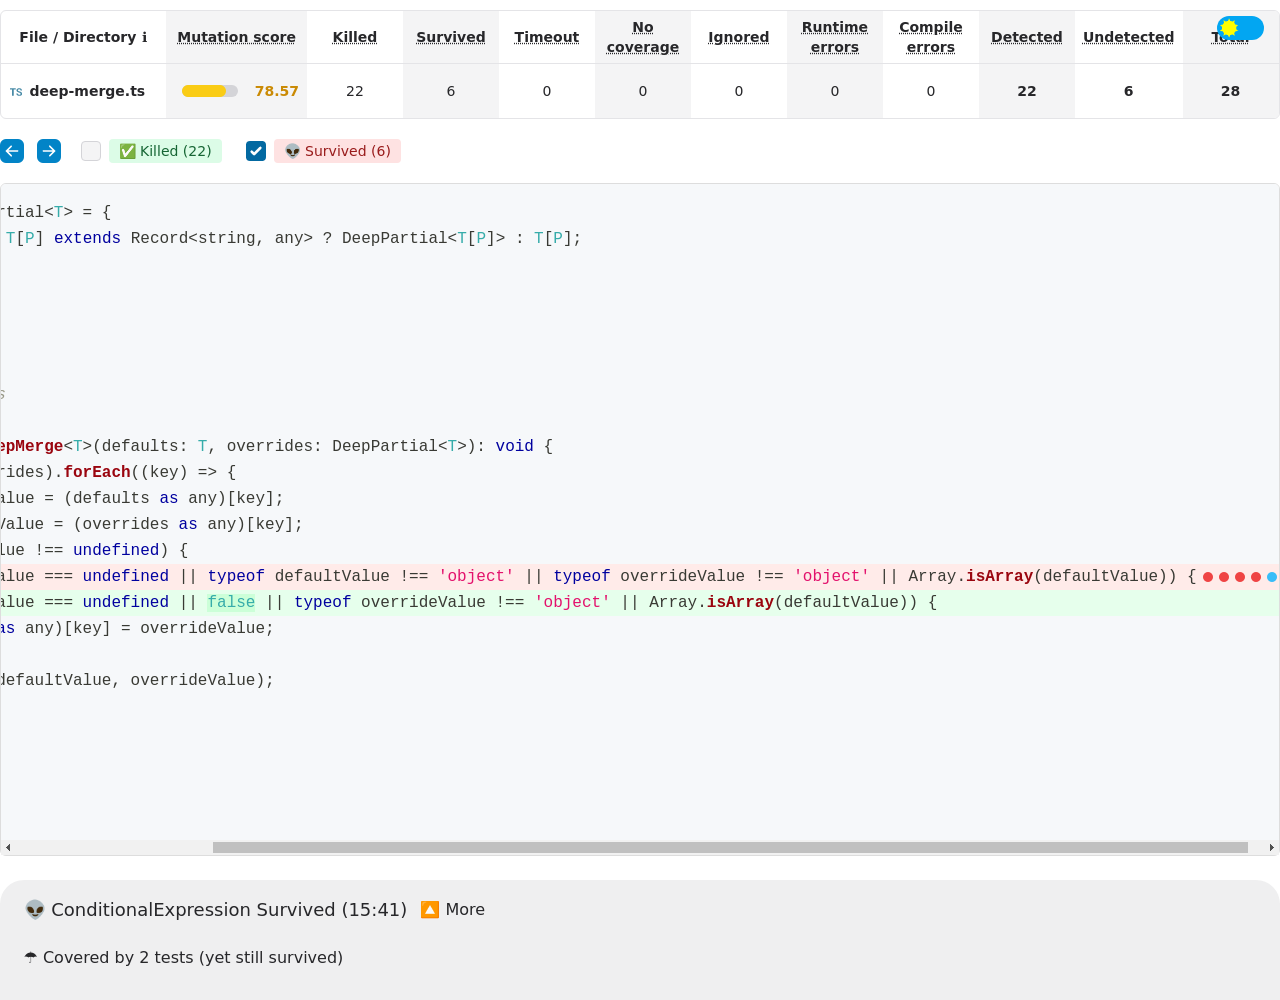 File / Directory ℹ Mutation score Killed Survived Timeout No coverage Ignored Runtime errors Compile errors Detected Undetected Total
TS deep-merge.ts 78.57 22 6 0 0 0 0 0 22 6 28
✅ Killed (22) 👽 Survived (6)
rtial<T> = {
T[P] extends Record<string, any> ? DeepPartial<T[P]> : T[P];
s
epMerge<T>(defaults: T, overrides: DeepPartial<T>): void {
rides).forEach((key) => {
alue = (defaults as any)[key];
Value = (overrides as any)[key];
lue !== undefined) {
alue === undefined || typeof defaultValue !== 'object' || typeof overrideValue !== 'object' || Array.isArray(defaultValue)) {
alue === undefined || false || typeof overrideValue !== 'object' || Array.isArray(defaultValue)) {
as any)[key] = overrideValue;
defaultValue, overrideValue);
👽 ConditionalExpression Survived (15:41) 🔼 More
☂ Covered by 2 tests (yet still survived)